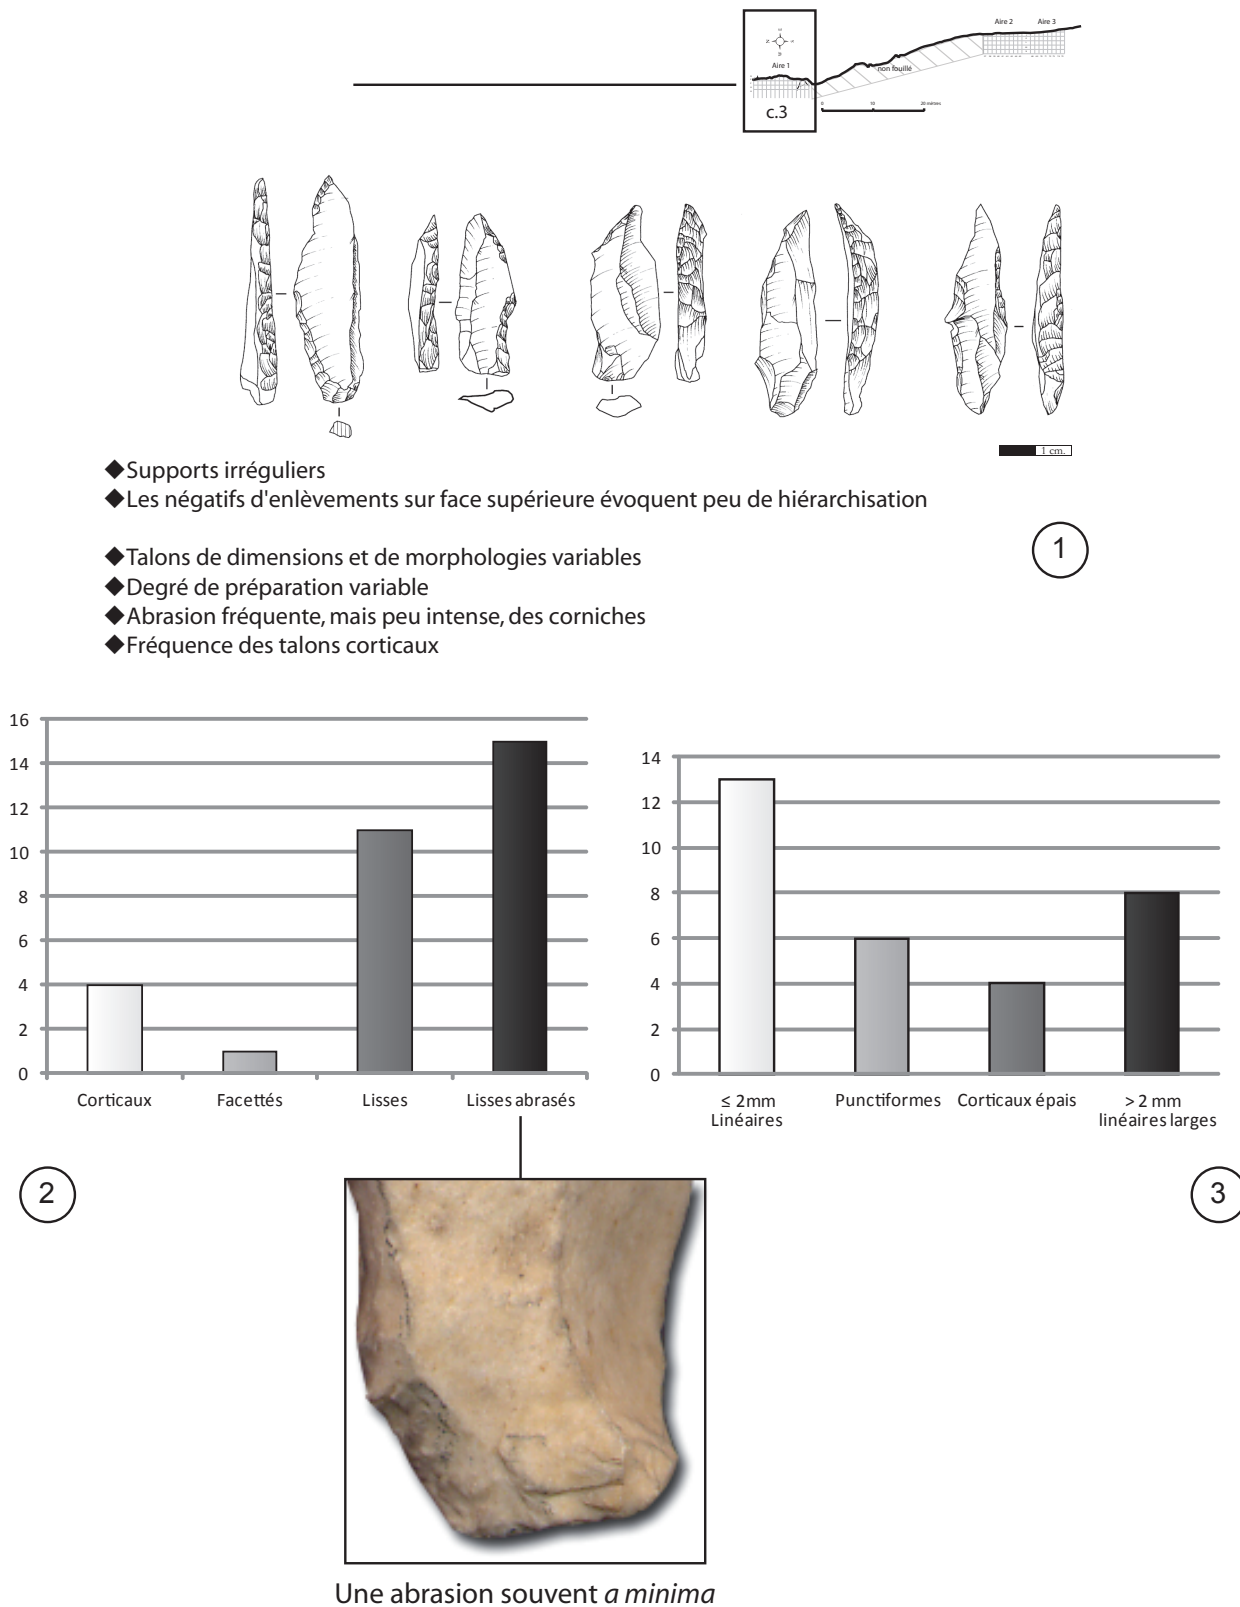 Aire 2 Aire 3
Aire 1
non fouillé
c.3
0 10 20 mètres
1 cm.
◆Supports irréguliers
◆Les négatifs d'enlèvements sur face supérieure évoquent peu de hiérarchisation
◆Talons de dimensions et de morphologies variables
◆Degré de préparation variable
◆Abrasion fréquente, mais peu intense, des corniches
◆Fréquence des talons corticaux
1
16
14
12
10
8
6
4
2
0
Corticaux Facettés Lisses Lisses abrasés
2
14
12
10
8
6
4
2
0
≤ 2mm Punctiformes Corticaux épais > 2 mm
Linéaires linéaires larges
3
Une abrasion souvent a minima